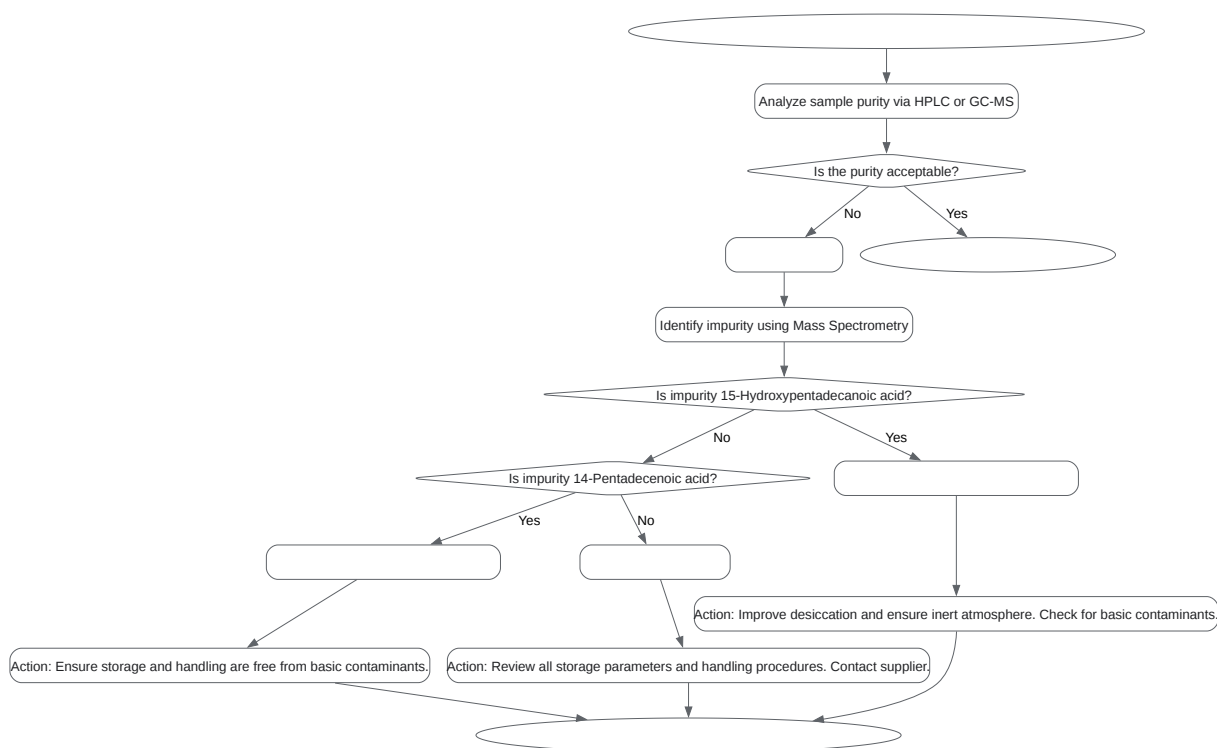 Analyze sample purity via HPLC or GC-MS
Is the purity acceptable?
No
Yes
Identify impurity using Mass Spectrometry
Is impurity 15-Hydroxypentadecanoic acid?
No
Yes
Is impurity 14-Pentadecenoic acid?
Yes
No
Action: Improve desiccation and ensure inert atmosphere. Check for basic contaminants.
Action: Ensure storage and handling are free from basic contaminants.
Action: Review all storage parameters and handling procedures. Contact supplier.